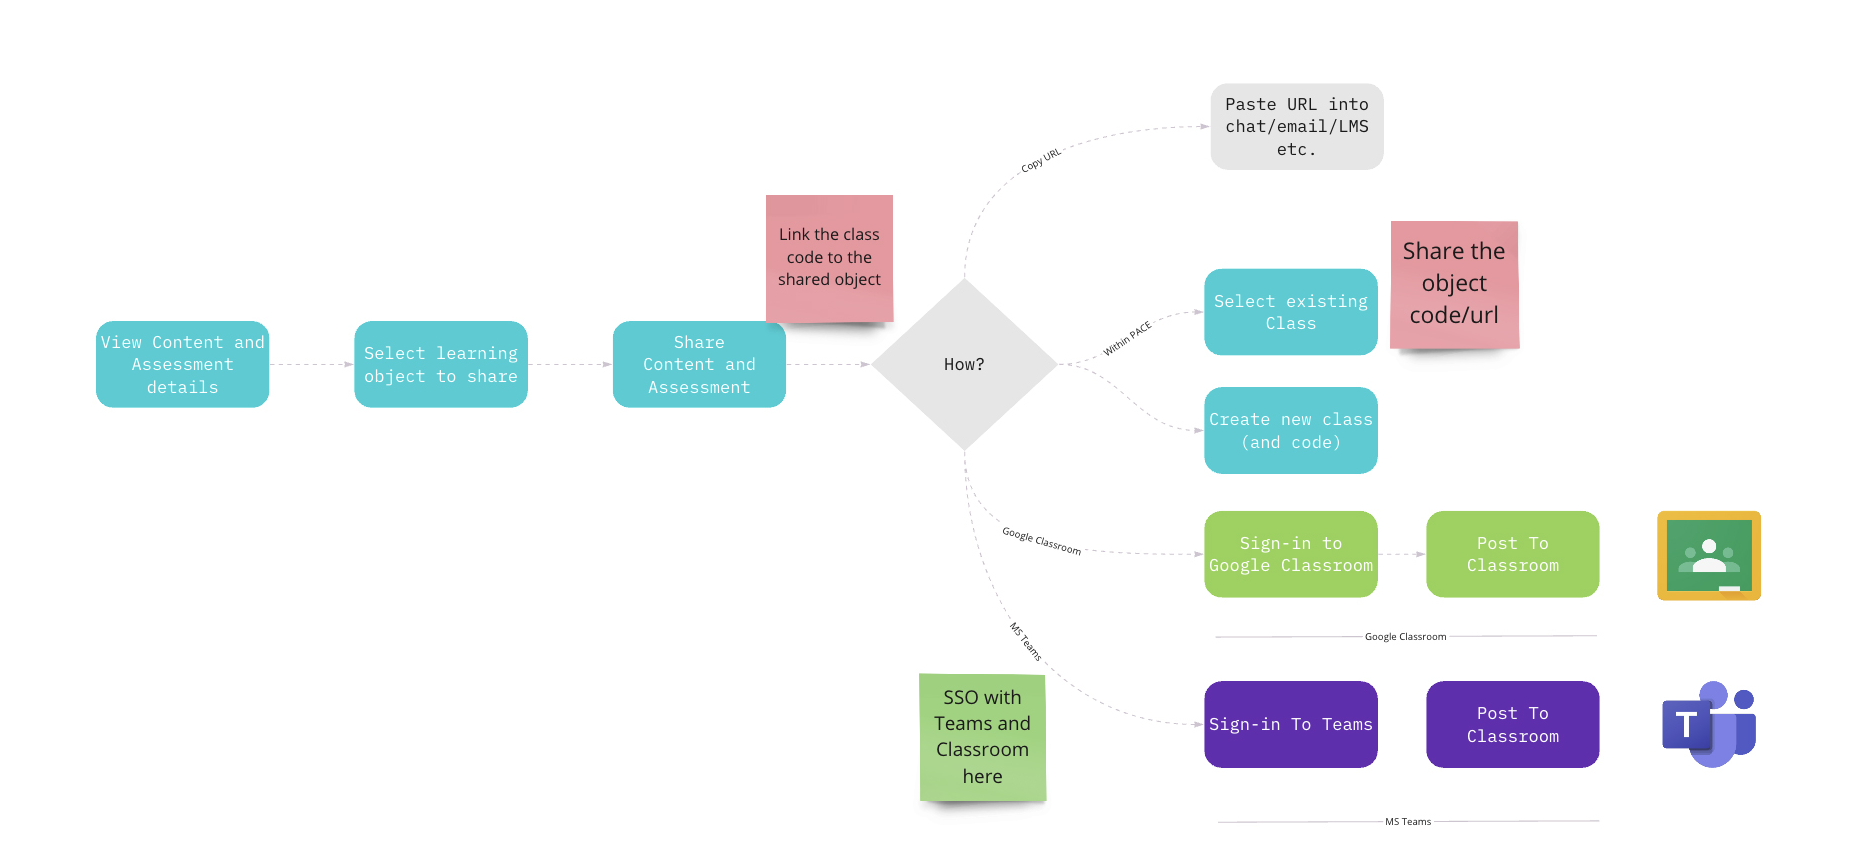 Paste URL into
chat/email/LMS
etc.
Copy URL
Link the class
code to the
shared object
Share the
object
code/url
Select existing
Class
Within PACE
View Content and
Assessment
details
Select learning
object to share
Share
Content and
Assessment
How?
Create new class
(and code)
Google Classroom
Sign-in to
Google Classroom
Post To
Classroom
Google Classroom
MS Teams
SSO with
Teams and
Classroom
here
Sign-in To Teams
Post To
Classroom
T
MS Teams